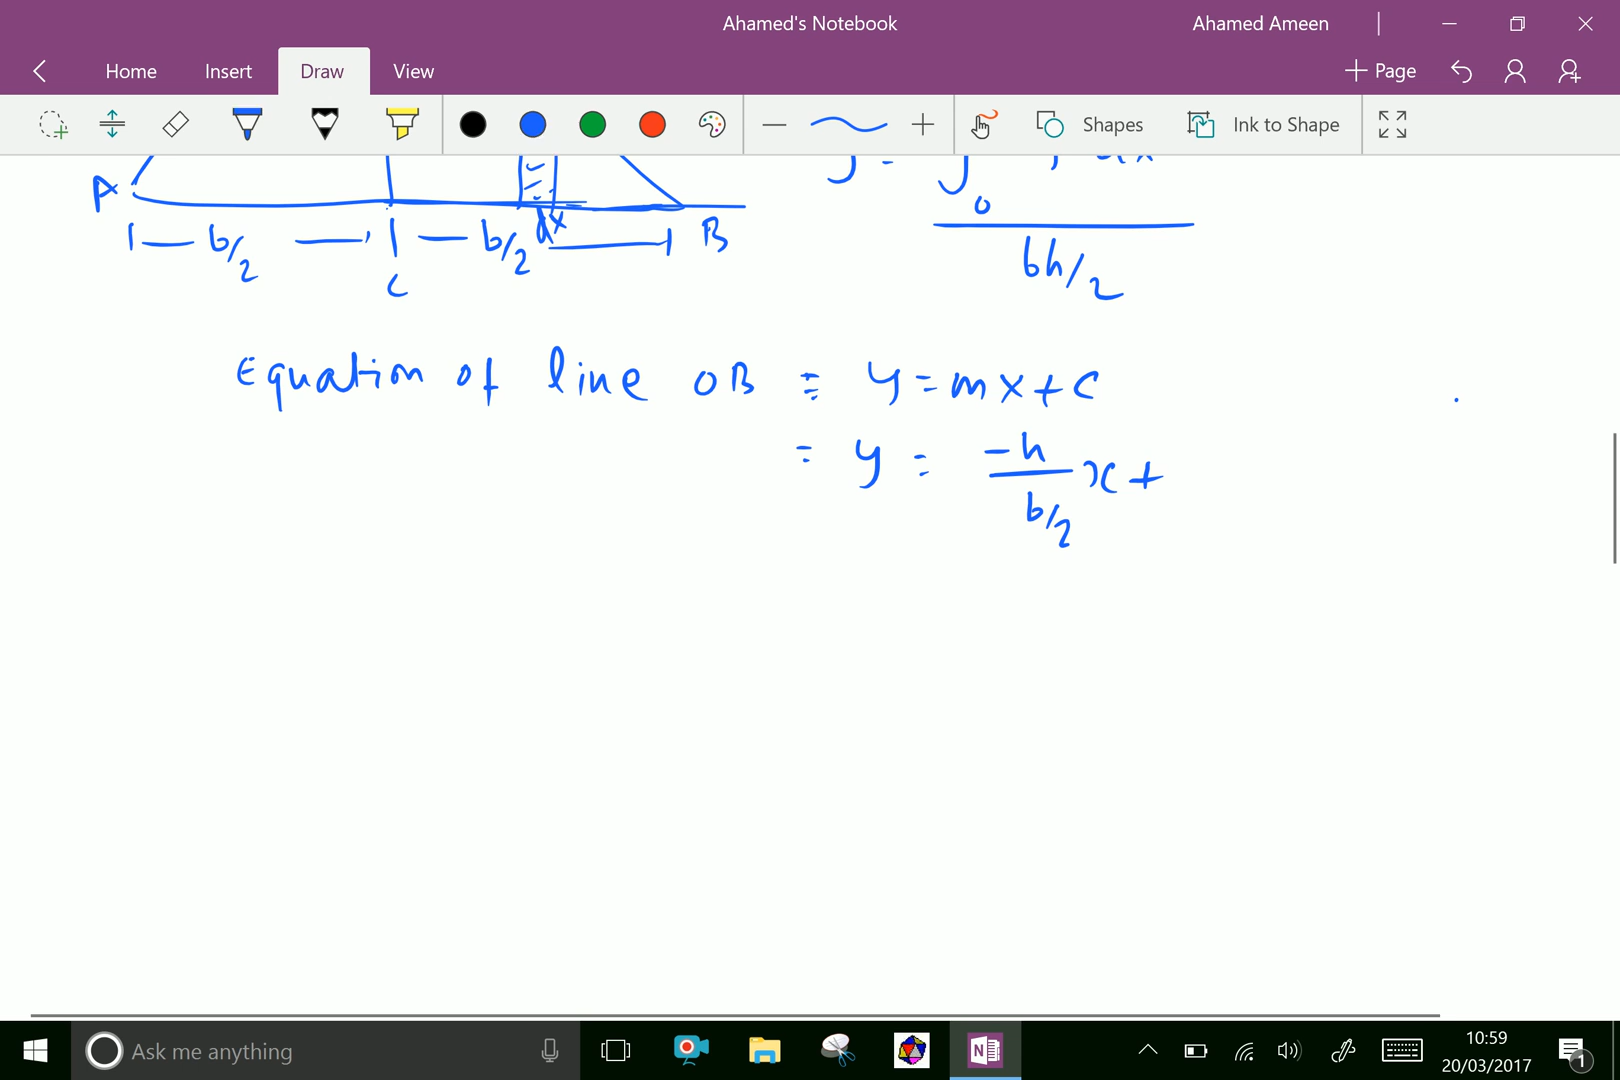 Ahamed's Notebook
Ahamed Ameen
Home Insert Draw View
Page
Shapes
Ink to Shape
A
b/2
b/2
dx
B
C
0
bh/2
Equation of line OB ≡ y = mx + c
= y = -h/b/2 x +
Ask me anything
N
10:59
20/03/2017
1